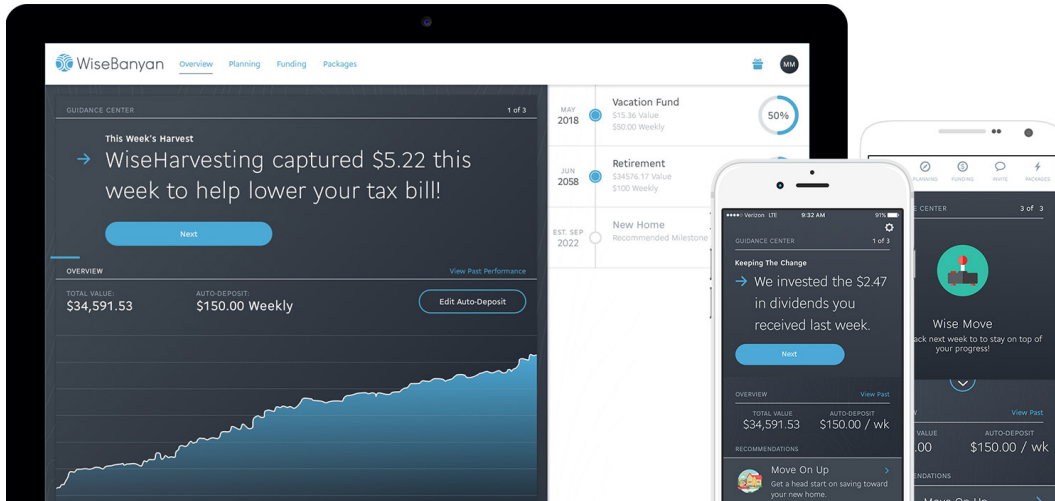 WiseBanyan
Overview Planning Funding Packages
MM
GUIDANCE CENTER 1 of 3
This Week's Harvest
WiseHarvesting captured $5.22 this
week to help lower your tax bill!
Next
OVERVIEW View Past Performance
TOTAL VALUE: AUTO-DEPOSIT:
$34,591.53 $150.00 Weekly
Edit Auto-Deposit
MAY
2018
Vacation Fund
$15.36 Value
$50.00 Weekly
50%
JUN
2058
Retirement
$34576.17 Value
$100 Weekly
EST. SEP
2022
New Home
Recommended Milestone
Verizon LTE 9:32 AM 91%
GUIDANCE CENTER 1 of 3
Keeping The Change
We invested the $2.47
in dividends you
received last week.
Next
OVERVIEW View Past
TOTAL VALUE AUTO-DEPOSIT
$34,591.53 $150.00 / wk
RECOMMENDATIONS
Move On Up
Get a head start on saving toward
your new home.
PLANNING FUNDING INVITE PACKAGES
CENTER 3 of 3
Wise Move
next week to to stay on top of
your progress!
View Past
VALUE AUTO-DEPOSIT
.00 $150.00 / wk
Move On Up